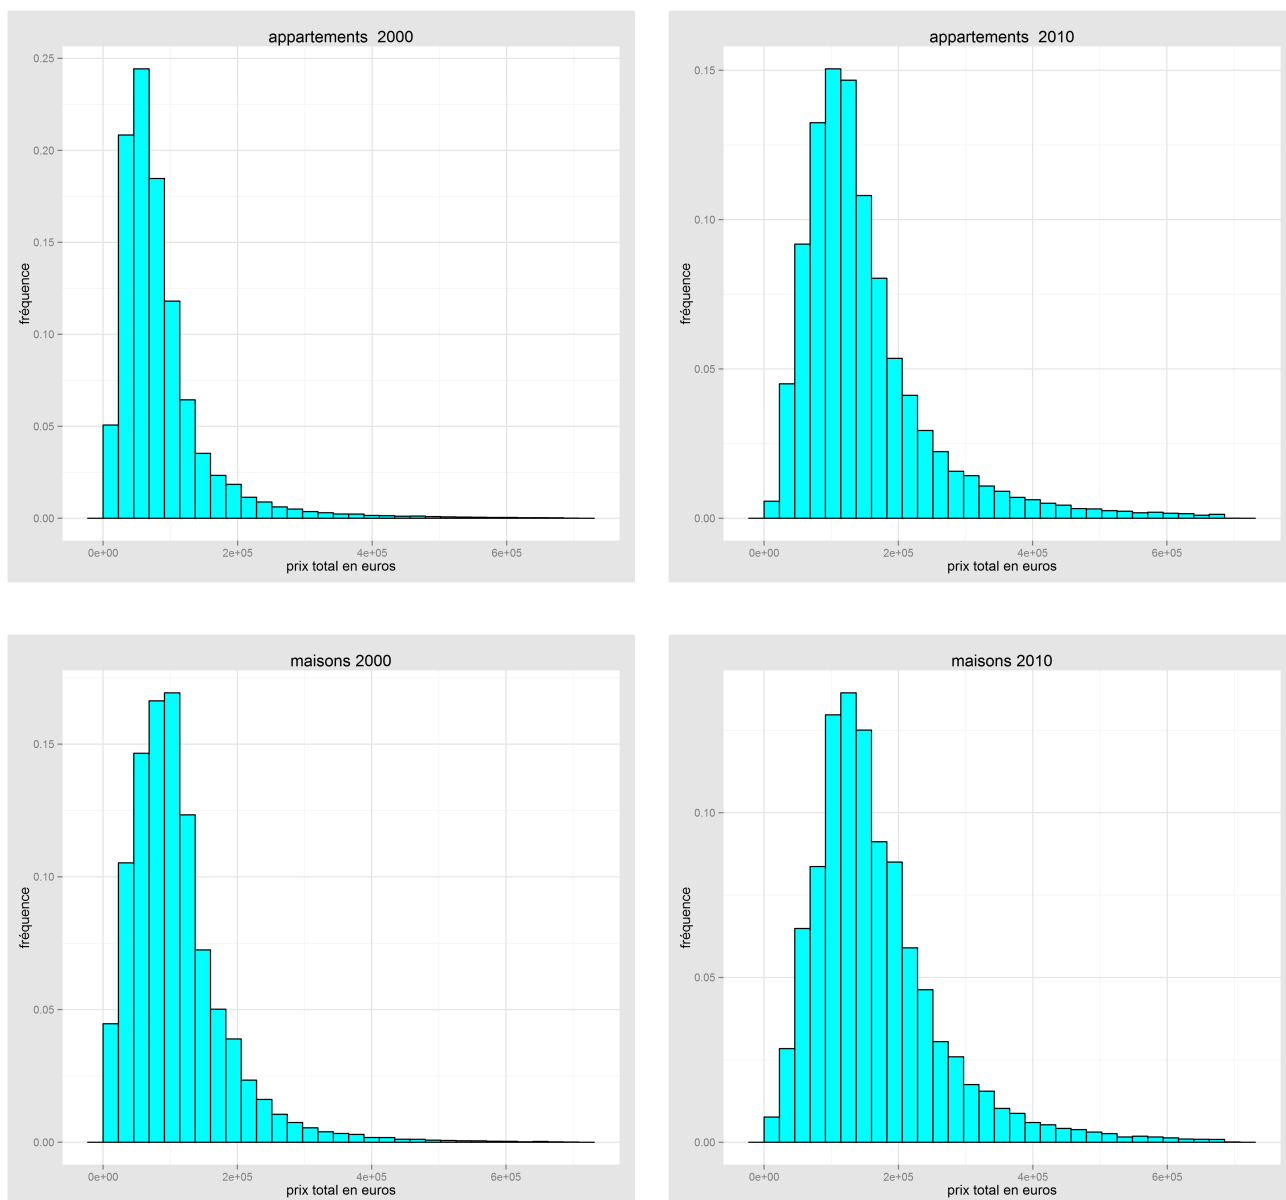 appartements  2000
0.25
0.20
0.15
0.10
0.05
0.00
fréquence
0e+00 2e+05 4e+05 6e+05
prix total en euros
appartements  2010
0.15
0.10
0.05
0.00
fréquence
0e+00 2e+05 4e+05 6e+05
prix total en euros
maisons 2000
0.15
0.10
0.05
0.00
fréquence
0e+00 2e+05 4e+05 6e+05
prix total en euros
maisons 2010
0.10
0.05
0.00
fréquence
0e+00 2e+05 4e+05 6e+05
prix total en euros